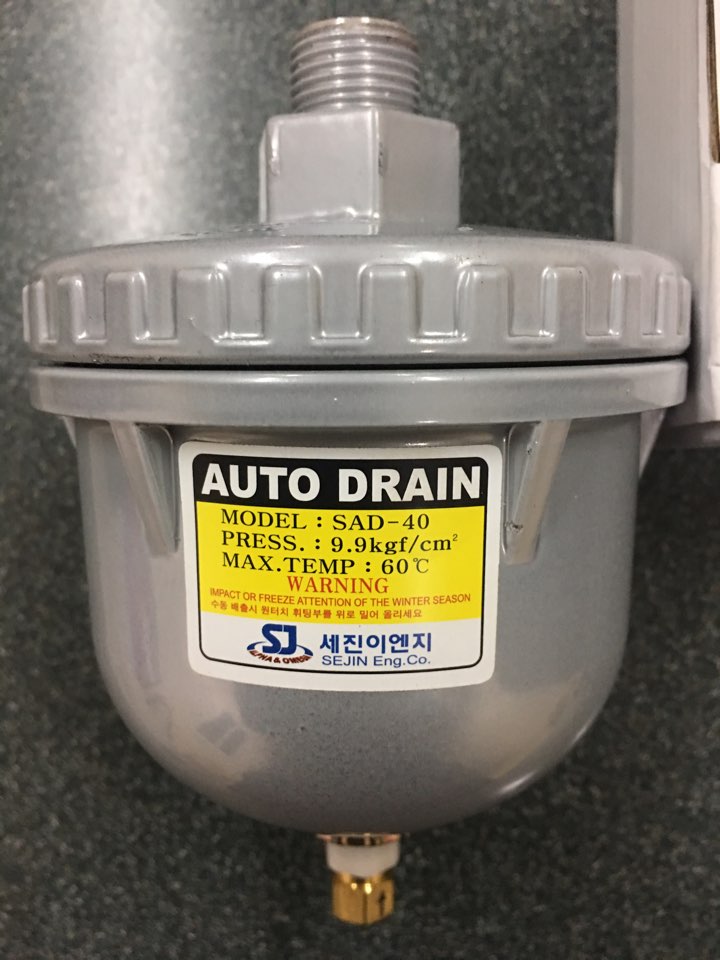 AUTO DRAIN
MODEL : SAD-40
PRESS. : 9.9kgf/cm²
MAX.TEMP : 60℃
WARNING
IMPACT OR FREEZE ATTENTION OF THE WINTER SEASON
수동 배출시 원터치 휘팅부를 위로 밀어 올리세요
SJ 세진이엔지
ALPHA & OMEGA SEJIN Eng.Co.